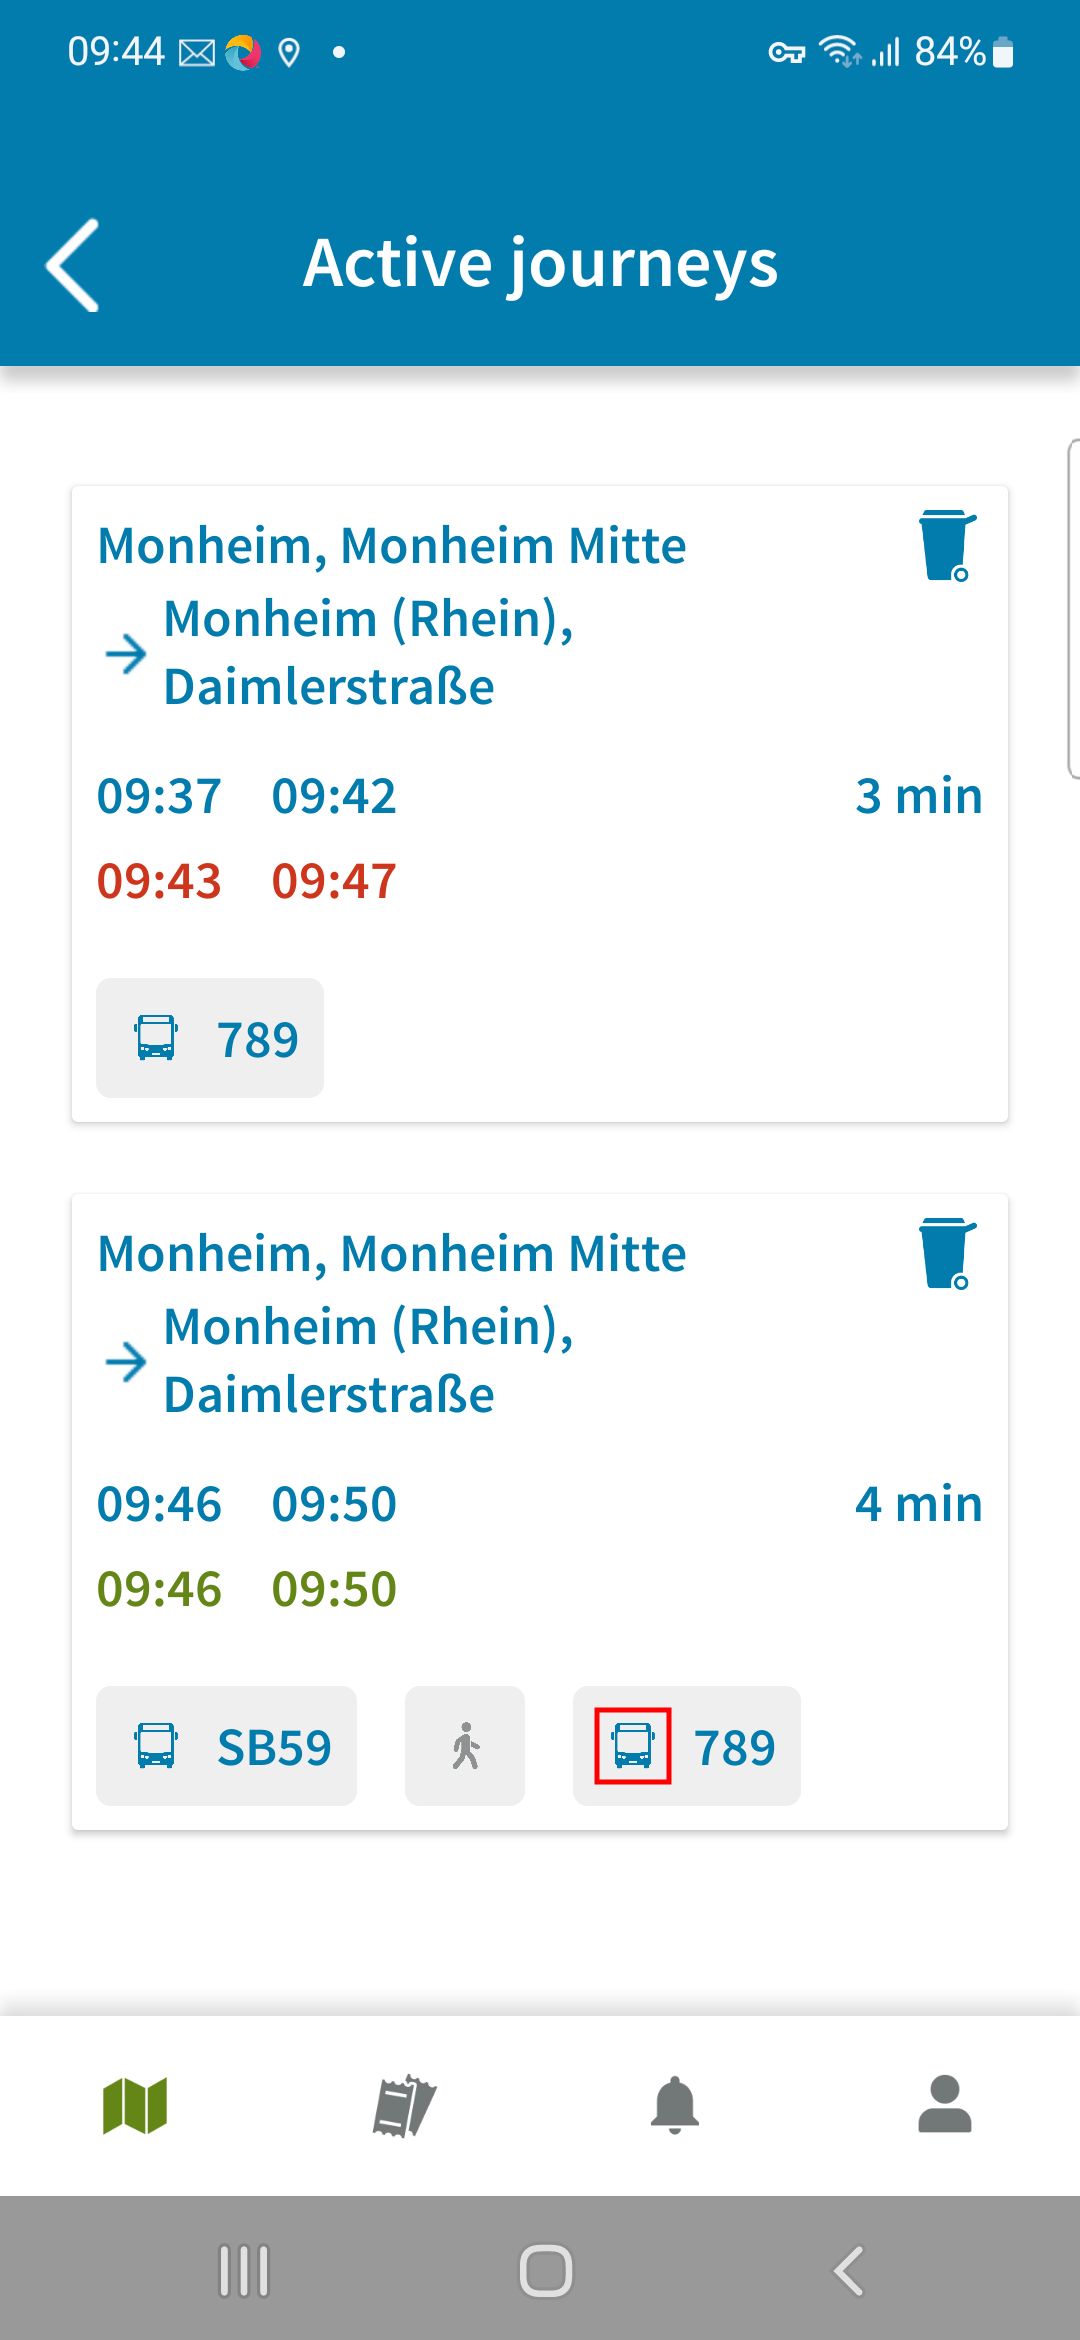 09:44
84%
Active journeys
Monheim, Monheim Mitte
Monheim (Rhein),
Daimlerstraße
09:37 09:42 3 min
09:43 09:47
789
Monheim, Monheim Mitte
Monheim (Rhein),
Daimlerstraße
09:46 09:50 4 min
09:46 09:50
SB59 789